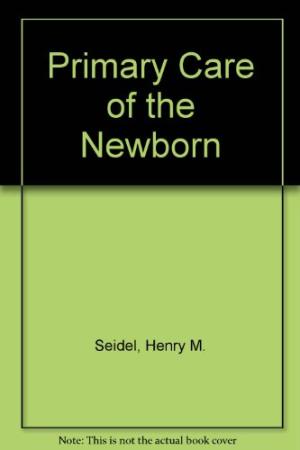 Primary Care
of the
Newborn
Seidel, Henry M.
Note: This is not the actual book cover